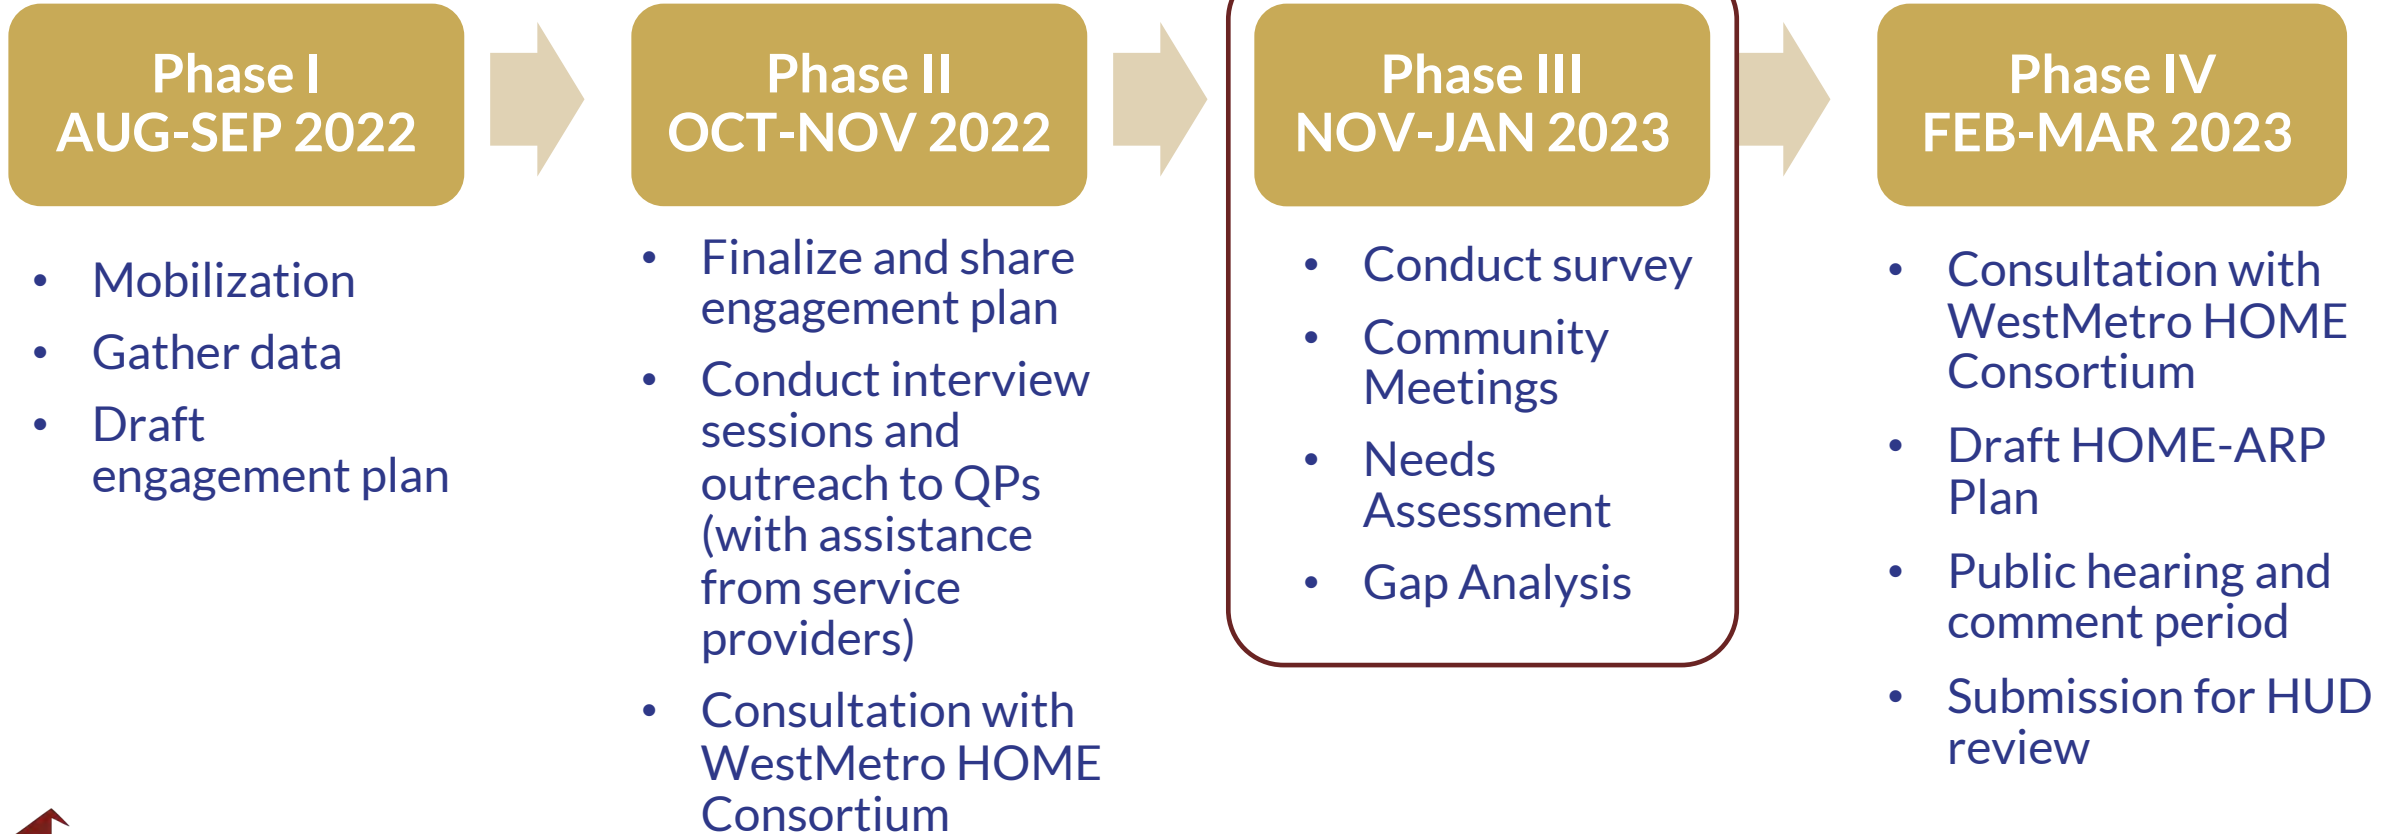 Phase I
AUG-SEP 2022
• Mobilization
• Gather data
• Draft
engagement plan
Phase II
OCT-NOV 2022
• Finalize and share
engagement plan
• Conduct interview
sessions and
outreach to QPs
(with assistance
from service
providers)
• Consultation with
WestMetro HOME
Consortium
Phase III
NOV-JAN 2023
• Conduct survey
• Community
Meetings
• Needs
Assessment
• Gap Analysis
Phase IV
FEB-MAR 2023
• Consultation with
WestMetro HOME
Consortium
• Draft HOME-ARP
Plan
• Public hearing and
comment period
• Submission for HUD
review